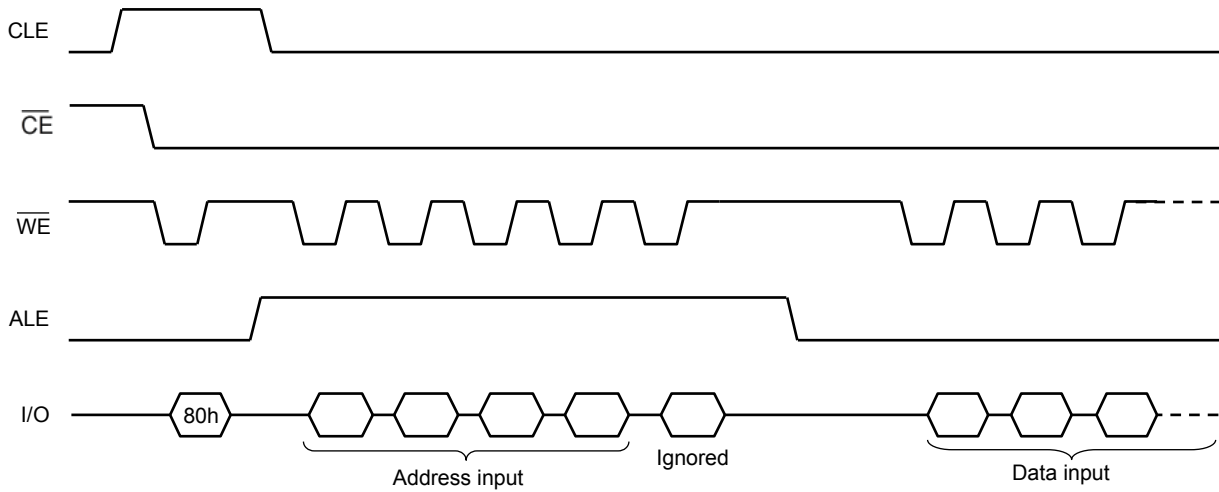 CLE
CE
WE
ALE
I/O
80h
Address input
Ignored
Data input